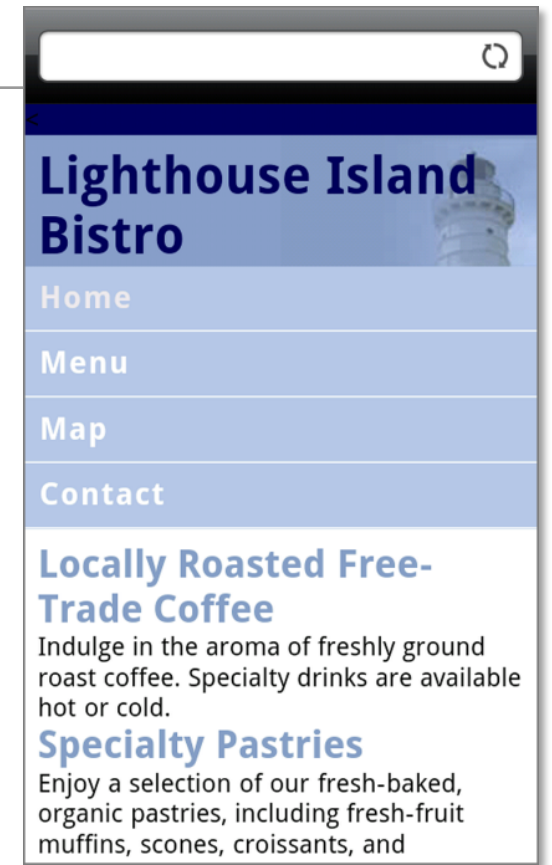 <
Lighthouse Island
Bistro
Home
Menu
Map
Contact
Locally Roasted Free-
Trade Coffee
Indulge in the aroma of freshly ground
roast coffee. Specialty drinks are available
hot or cold.
Specialty Pastries
Enjoy a selection of our fresh-baked,
organic pastries, including fresh-fruit
muffins, scones, croissants, and